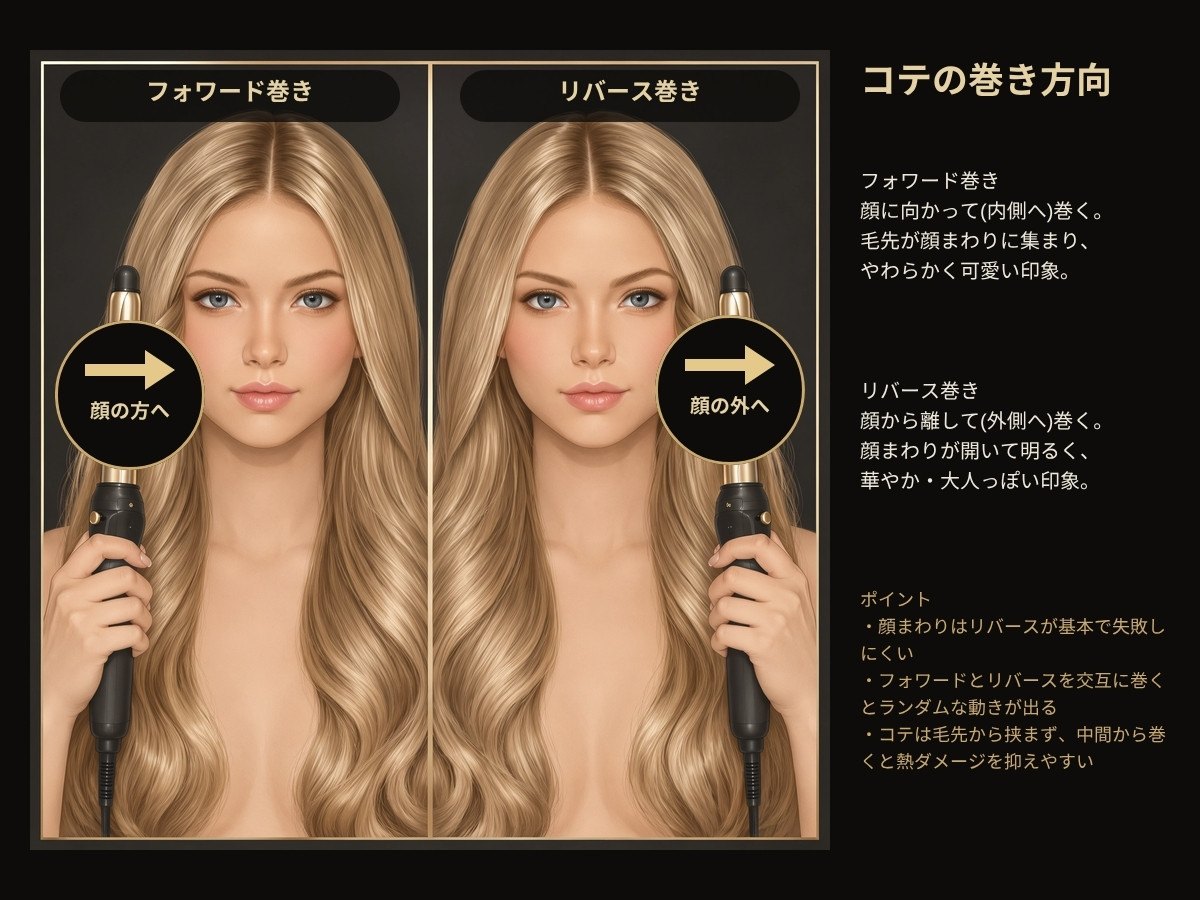 フォワード巻き
リバース巻き
顔の方へ
顔の外へ
コテの巻き方向
フォワード巻き
顔に向かって(内側へ)巻く。
毛先が顔まわりに集まり、
やわらかく可愛い印象。
リバース巻き
顔から離して(外側へ)巻く。
顔まわりが開いて明るく、
華やか・大人っぽい印象。
ポイント
・顔まわりはリバースが基本で失敗し
にくい
・フォワードとリバースを交互に巻く
とランダムな動きが出る
・コテは毛先から挟まず、中間から巻
くと熱ダメージを抑えやすい